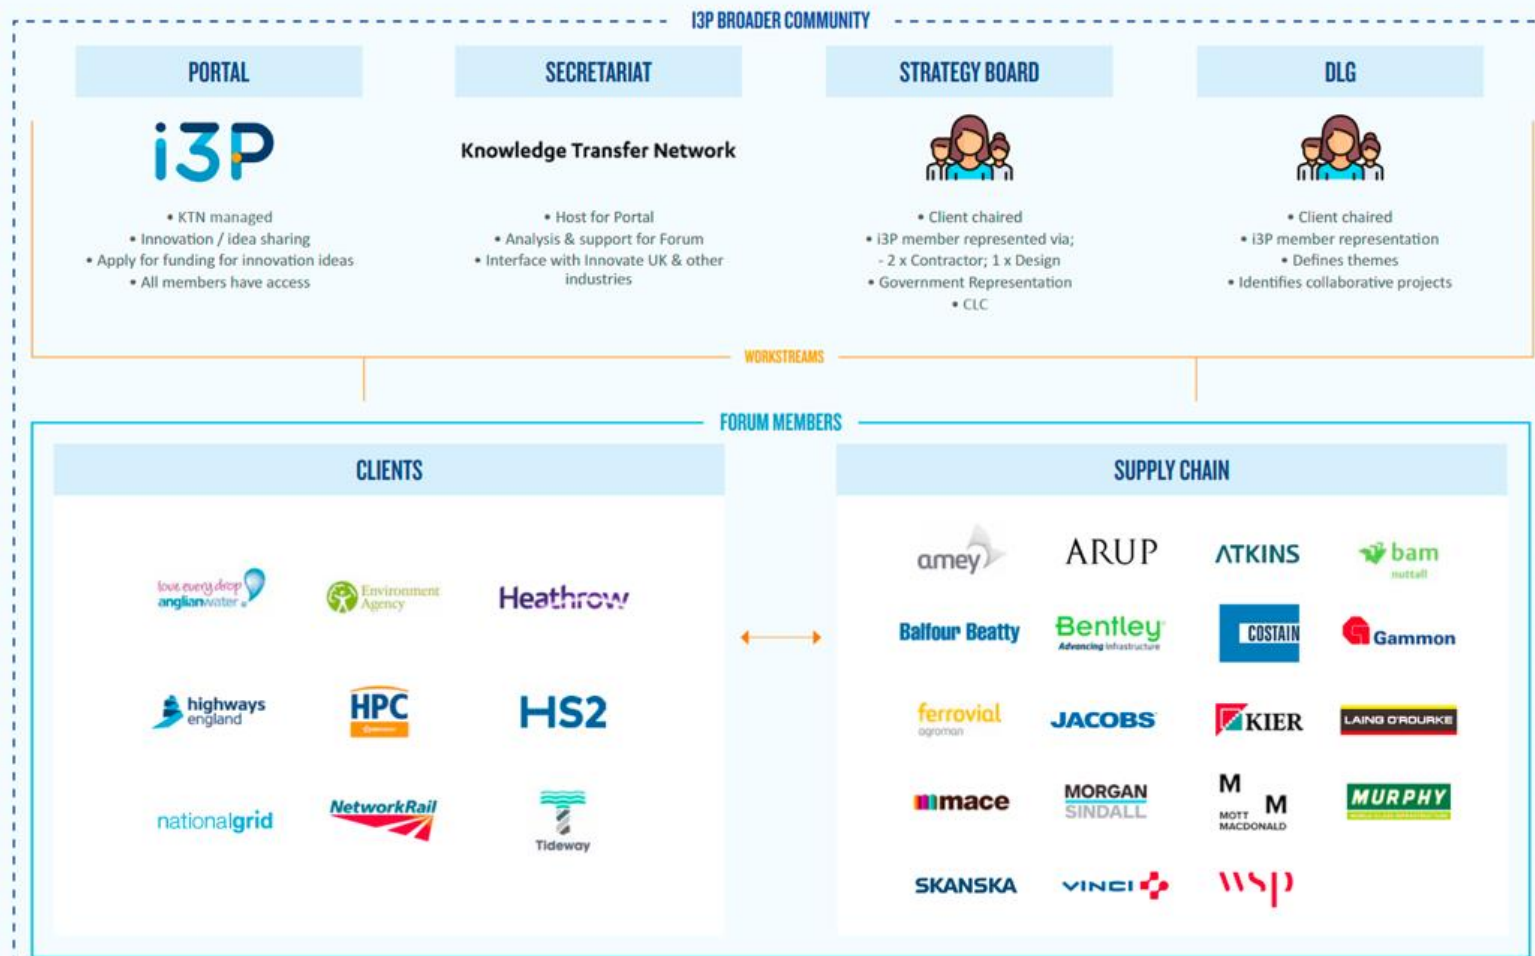 I3P BROADER COMMUNITY
PORTAL
i3P
• KTN managed
• Innovation / idea sharing
• Apply for funding for innovation ideas
• All members have access
SECRETARIAT
Knowledge Transfer Network
• Host for Portal
• Analysis & support for Forum
• Interface with Innovate UK & other
industries
STRATEGY BOARD
• Client chaired
• i3P member represented via;
- 2 x Contractor; 1 x Design
• Government Representation
• CLC
DLG
• Client chaired
• i3P member representation
• Defines themes
• Identifies collaborative projects
WORKSTREAMS
FORUM MEMBERS
CLIENTS
love every drop
anglianwater
Environment
Agency
Heathrow
highways
england
HPC
HS2
nationalgrid
NetworkRail
Tideway
SUPPLY CHAIN
amey
ARUP
ATKINS
bam
nuttall
Balfour Beatty
Bentley
Advancing Infrastructure
COSTAIN
Gammon
ferrovial
agroman
JACOBS
KIER
LAING O'ROURKE
mace
MORGAN
SINDALL
M
M
MOTT
MACDONALD
MURPHY
SKANSKA
VINCI
wsp